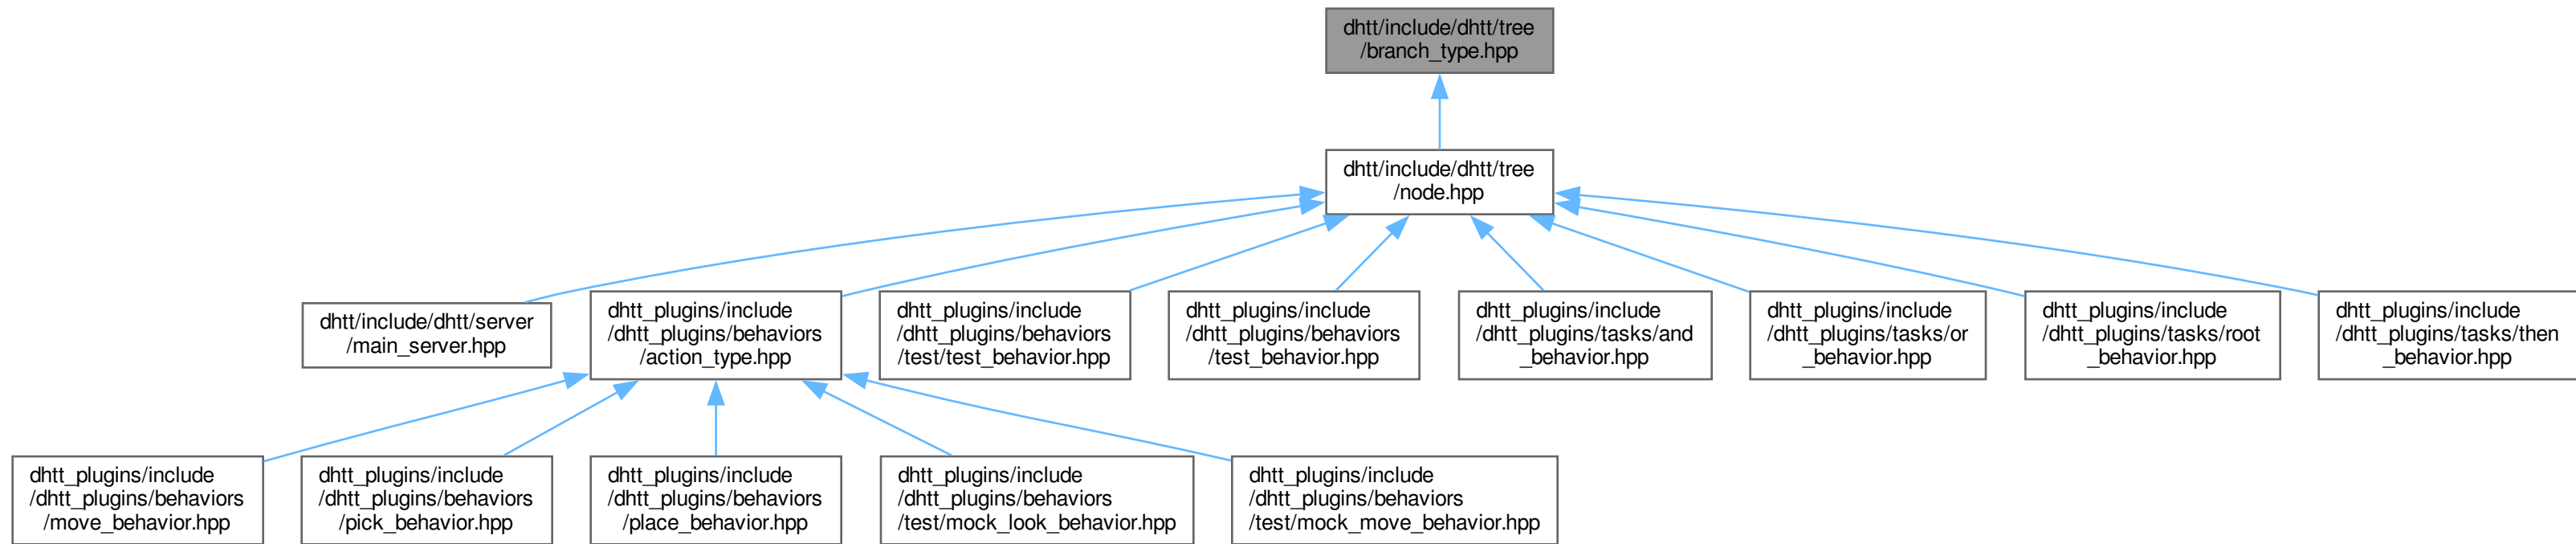 dhtt/include/dhtt/tree
/branch_type.hpp
dhtt/include/dhtt/tree
/node.hpp
dhtt/include/dhtt/server
/main_server.hpp
dhtt_plugins/include
/dhtt_plugins/behaviors
/action_type.hpp
dhtt_plugins/include
/dhtt_plugins/behaviors
/test/test_behavior.hpp
dhtt_plugins/include
/dhtt_plugins/behaviors
/test_behavior.hpp
dhtt_plugins/include
/dhtt_plugins/tasks/and
_behavior.hpp
dhtt_plugins/include
/dhtt_plugins/tasks/or
_behavior.hpp
dhtt_plugins/include
/dhtt_plugins/tasks/root
_behavior.hpp
dhtt_plugins/include
/dhtt_plugins/tasks/then
_behavior.hpp
dhtt_plugins/include
/dhtt_plugins/behaviors
/move_behavior.hpp
dhtt_plugins/include
/dhtt_plugins/behaviors
/pick_behavior.hpp
dhtt_plugins/include
/dhtt_plugins/behaviors
/place_behavior.hpp
dhtt_plugins/include
/dhtt_plugins/behaviors
/test/mock_look_behavior.hpp
dhtt_plugins/include
/dhtt_plugins/behaviors
/test/mock_move_behavior.hpp